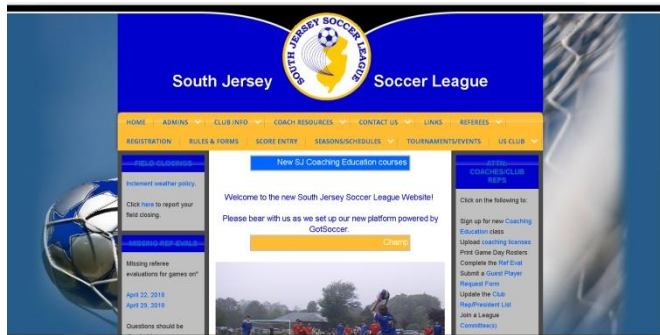 SOUTH JERSEY SOCCER LEAGUE
South Jersey
Soccer League
HOME ADMINS CLUB INFO COACH RESOURCES CONTACT US LINKS REFEREES
REGISTRATION RULES & FORMS SCORE ENTRY SEASONS/SCHEDULES TOURNAMENTS/EVENTS US CLUB
FIELD CLOSINGS
Inclement weather policy.
Click here to report your
field closing.
MISSING REF EVALS
Missing referee
evaluations for games on"
April 22, 2018
April 29, 2018
Questions should be
New SJ Coaching Education courses
Welcome to the new South Jersey Soccer League Website!
Please bear with us as we set up our new platform powered by
GotSoccer.
Champ
ATTN:
COACHES/CLUB
REPS
Click on the following to:
Sign up for new Coaching
Education class
Upload coaching licenses
Print Game Day Rosters
Complete the Ref Eval
Submit a Guest Player
Request Form
Update the Club
Rep/President List
Join a League
Committee(s)